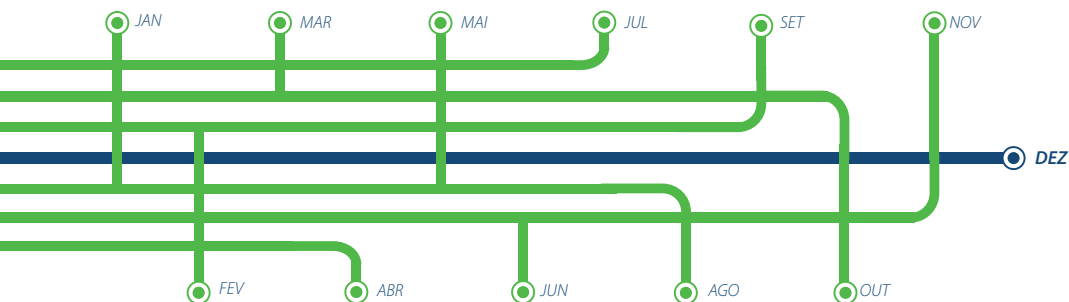 JAN
MAR
MAI
JUL
SET
NOV
DEZ
FEV
ABR
JUN
AGO
OUT